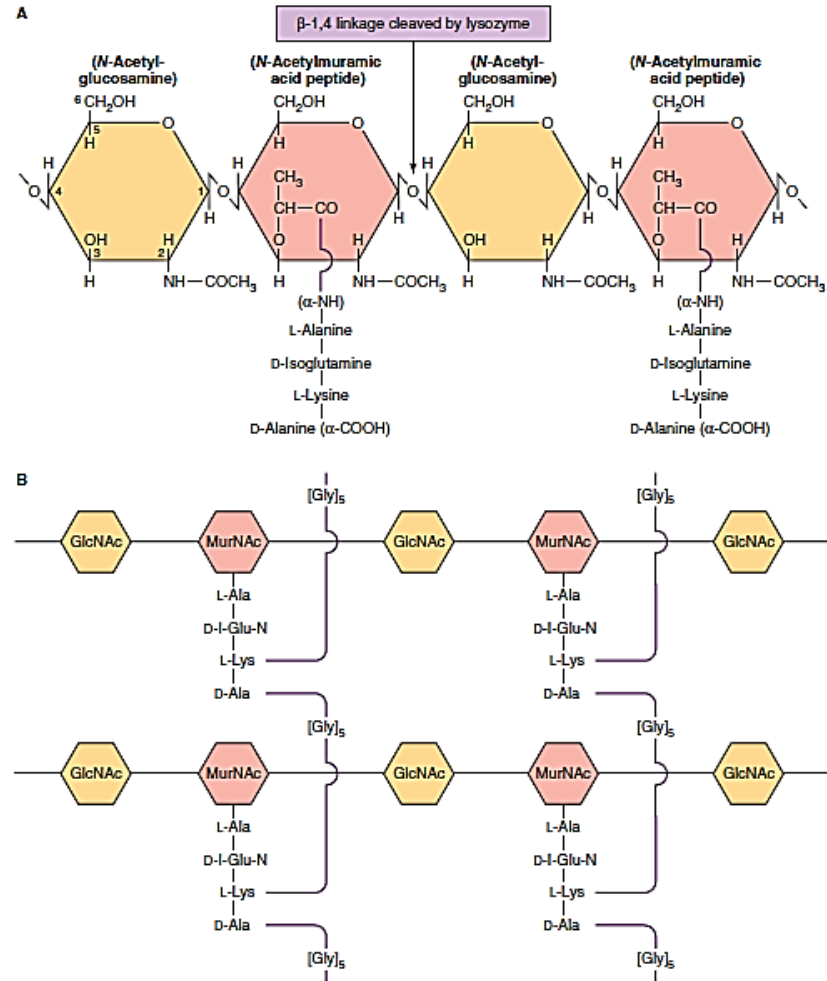 A
β-1,4 linkage cleaved by lysozyme
(N-Acetyl-
glucosamine)
(N-Acetylmuramic
acid peptide)
(N-Acetyl-
glucosamine)
(N-Acetylmuramic
acid peptide)
6 CH2OH
CH2OH
CH2OH
CH2OH
5
O
O
O
O
H
H
H
H
H
CH3
H
CH3
H
H
O
4
1
O
CH
CO
O
O
CH
CO
O
H
H
H
H
OH
H
O
H
OH
H
O
H
3
2
H
NH
COCH3
H
NH
COCH3
H
NH
COCH3
H
NH
COCH3
(α-NH)
(α-NH)
L-Alanine
L-Alanine
D-Isoglutamine
D-Isoglutamine
L-Lysine
L-Lysine
D-Alanine (α-COOH)
D-Alanine (α-COOH)
B
[Gly]5
[Gly]5
GlcNAc
MurNAc
GlcNAc
MurNAc
GlcNAc
L-Ala
L-Ala
D-I-Glu-N
D-I-Glu-N
L-Lys
L-Lys
D-Ala
D-Ala
[Gly]5
[Gly]5
GlcNAc
MurNAc
GlcNAc
MurNAc
GlcNAc
L-Ala
L-Ala
D-I-Glu-N
D-I-Glu-N
L-Lys
L-Lys
D-Ala
D-Ala
[Gly]5
[Gly]5